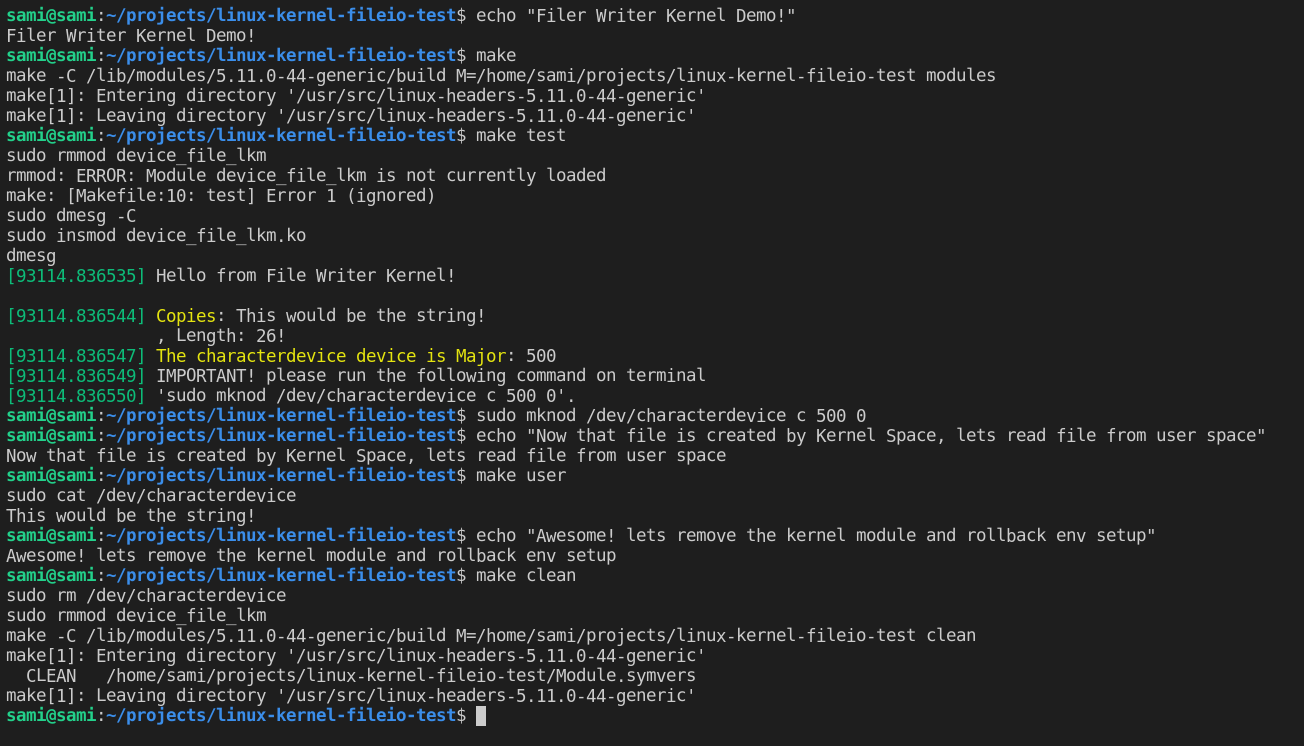 sami@sami:~/projects/linux-kernel-fileio-test$ echo "Filer Writer Kernel Demo!"
Filer Writer Kernel Demo!
sami@sami:~/projects/linux-kernel-fileio-test$ make
make -C /lib/modules/5.11.0-44-generic/build M=/home/sami/projects/linux-kernel-fileio-test modules
make[1]: Entering directory '/usr/src/linux-headers-5.11.0-44-generic'
make[1]: Leaving directory '/usr/src/linux-headers-5.11.0-44-generic'
sami@sami:~/projects/linux-kernel-fileio-test$ make test
sudo rmmod device_file_lkm
rmmod: ERROR: Module device_file_lkm is not currently loaded
make: [Makefile:10: test] Error 1 (ignored)
sudo dmesg -C
sudo insmod device_file_lkm.ko
dmesg
[93114.836535] Hello from File Writer Kernel!
[93114.836544] Copies: This would be the string!
, Length: 26!
[93114.836547] The characterdevice device is Major: 500
[93114.836549] IMPORTANT! please run the following command on terminal
[93114.836550] 'sudo mknod /dev/characterdevice c 500 0'.
sami@sami:~/projects/linux-kernel-fileio-test$ sudo mknod /dev/characterdevice c 500 0
sami@sami:~/projects/linux-kernel-fileio-test$ echo "Now that file is created by Kernel Space, lets read file from user space"
Now that file is created by Kernel Space, lets read file from user space
sami@sami:~/projects/linux-kernel-fileio-test$ make user
sudo cat /dev/characterdevice
This would be the string!
sami@sami:~/projects/linux-kernel-fileio-test$ echo "Awesome! lets remove the kernel module and rollback env setup"
Awesome! lets remove the kernel module and rollback env setup
sami@sami:~/projects/linux-kernel-fileio-test$ make clean
sudo rm /dev/characterdevice
sudo rmmod device_file_lkm
make -C /lib/modules/5.11.0-44-generic/build M=/home/sami/projects/linux-kernel-fileio-test clean
make[1]: Entering directory '/usr/src/linux-headers-5.11.0-44-generic'
CLEAN   /home/sami/projects/linux-kernel-fileio-test/Module.symvers
make[1]: Leaving directory '/usr/src/linux-headers-5.11.0-44-generic'
sami@sami:~/projects/linux-kernel-fileio-test$